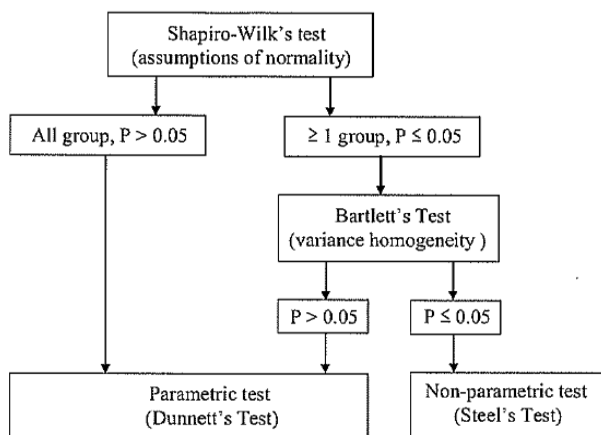 Shapiro-Wilk's test
(assumptions of normality)
All group, P > 0.05
≥ 1 group, P ≤ 0.05
Bartlett's Test
(variance homogeneity )
P > 0.05
P ≤ 0.05
Parametric test
(Dunnett's Test)
Non-parametric test
(Steel's Test)